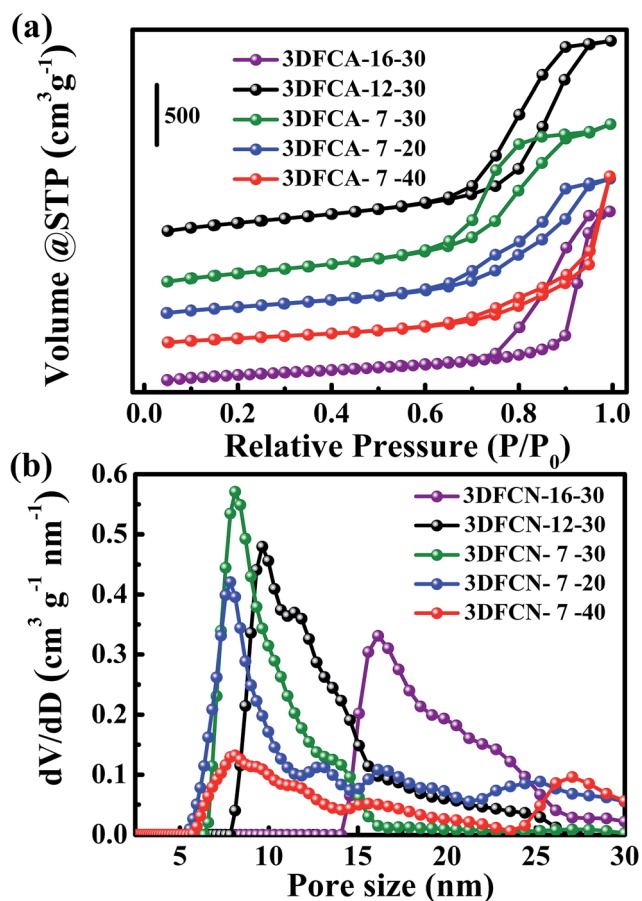 (a)
3DFCA-16-30
3DFCA-12-30
500
3DFCA- 7 -30
3DFCA- 7 -20
3DFCA- 7 -40
Volume @STP (cm³g⁻¹)
0.0 0.2 0.4 0.6 0.8 1.0
Relative Pressure (P/P₀)
(b)
0.6
0.5
0.4
0.3
0.2
0.1
0.0
3DFCN-16-30
3DFCN-12-30
3DFCN- 7 -30
3DFCN- 7 -20
3DFCN- 7 -40
dV/dD (cm³ g⁻¹ nm⁻¹)
5 10 15 20 25 30
Pore size (nm)